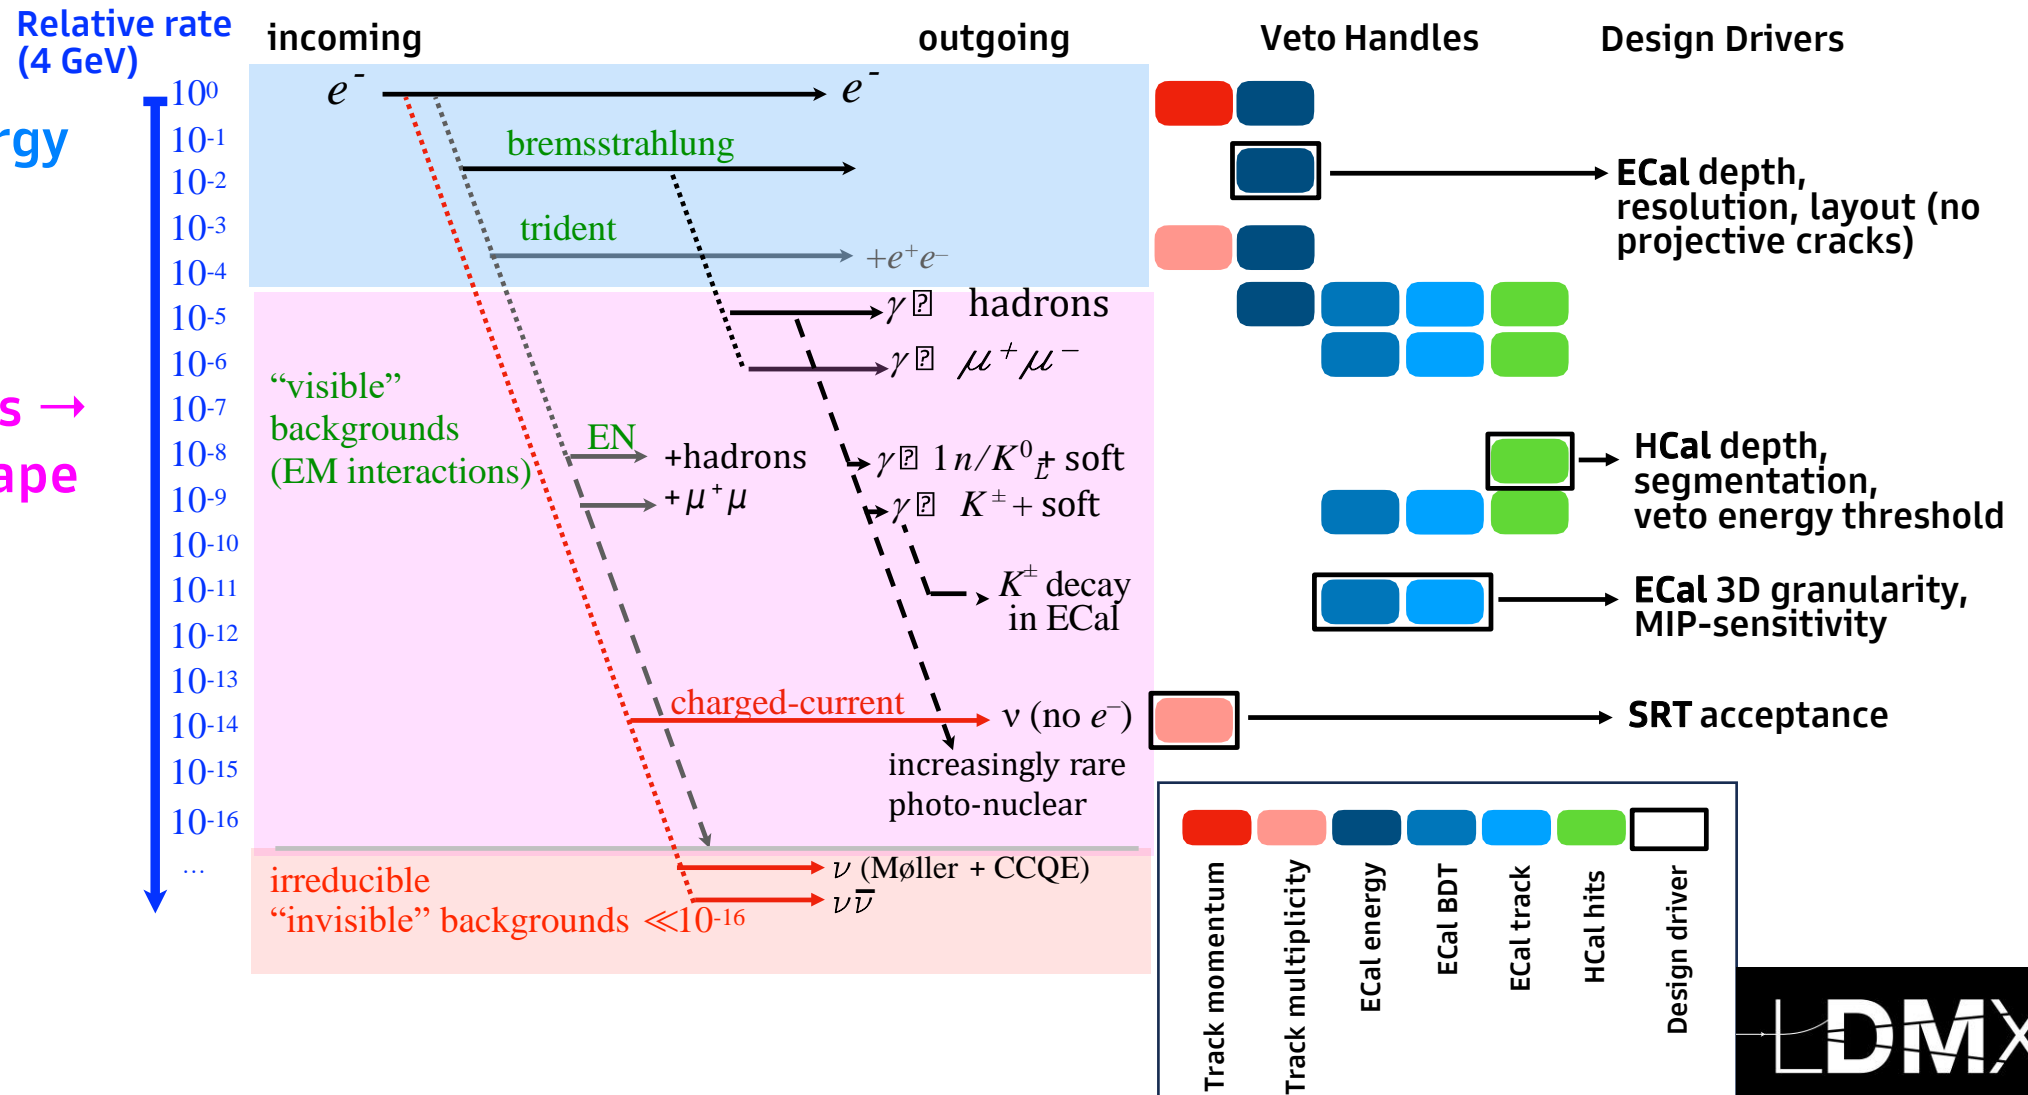 Relative rate
(4 GeV)
incoming
outgoing
Veto Handles
Design Drivers
rgy
s →
ape
10⁰
10⁻¹
10⁻²
10⁻³
10⁻⁴
10⁻⁵
10⁻⁶
10⁻⁷
10⁻⁸
10⁻⁹
10⁻¹⁰
10⁻¹¹
10⁻¹²
10⁻¹³
10⁻¹⁴
10⁻¹⁵
10⁻¹⁶
...
e⁻
e⁻
bremsstrahlung
trident
+e⁺e⁻
γ ⍰ hadrons
γ ⍰ μ⁺μ⁻
"visible"
backgrounds
(EM interactions)
EN
+hadrons
+μ⁺μ
γ ⍰ 1n/K⁰_L + soft
γ ⍰ K± + soft
K± decay
in ECal
charged-current
ν (no e⁻)
increasingly rare
photo-nuclear
irreducible
"invisible" backgrounds ≪10⁻¹⁶
ν (Møller + CCQE)
νν̅
ECal depth,
resolution, layout (no
projective cracks)
HCal depth,
segmentation,
veto energy threshold
ECal 3D granularity,
MIP-sensitivity
SRT acceptance
Track momentum
Track multiplicity
ECal energy
ECal BDT
ECal track
HCal hits
Design driver
LDMX